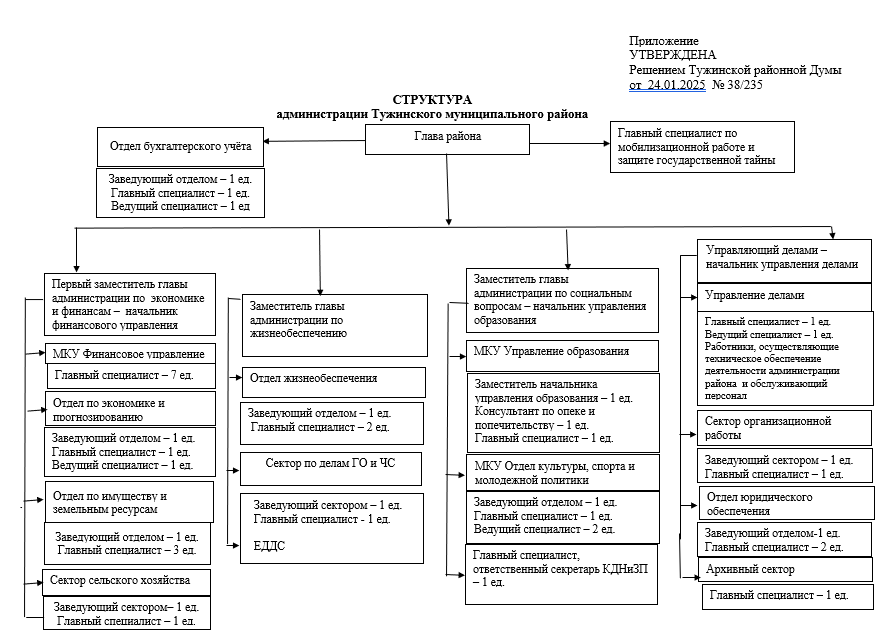 Приложение
УТВЕРЖДЕНА
Решением Тужинской районной Думы
от 24.01.2025 № 38/235
СТРУКТУРА
администрации Тужинского муниципального района
Глава района
Отдел бухгалтерского учёта
Заведующий отделом – 1 ед.
Главный специалист – 1 ед.
Ведущий специалист – 1 ед
Главный специалист по
мобилизационной работе и
защите государственной тайны
Первый заместитель главы
администрации по экономике
и финансам – начальник
финансового управления
МКУ Финансовое управление
Главный специалист – 7 ед.
Отдел по экономике и
прогнозированию
Заведующий отделом – 1 ед.
Главный специалист – 1 ед.
Ведущий специалист – 1 ед.
Отдел по имуществу и
земельным ресурсам
Заведующий отделом – 1 ед.
Главный специалист – 3 ед.
Сектор сельского хозяйства
Заведующий сектором– 1 ед.
Главный специалист – 1 ед.
Заместитель главы
администрации по
жизнеобеспечению
Отдел жизнеобеспечения
Заведующий отделом – 1 ед.
Главный специалист – 2 ед.
Сектор по делам ГО и ЧС
Заведующий сектором – 1 ед.
Главный специалист - 1 ед.
ЕДДС
Заместитель главы
администрации по социальным
вопросам – начальник управления
образования
МКУ Управление образования
Заместитель начальника
управления образования – 1 ед.
Консультант по опеке и
попечительству – 1 ед.
Главный специалист – 1 ед.
МКУ Отдел культуры, спорта и
молодежной политики
Заведующий отделом – 1 ед.
Главный специалист – 1 ед.
Ведущий специалист – 2 ед.
Главный специалист,
ответственный секретарь КДНиЗП
– 1 ед.
Управляющий делами –
начальник управления делами
Управление делами
Главный специалист – 1 ед.
Ведущий специалист – 1 ед.
Работники, осуществляющие
техническое обеспечение
деятельности администрации
района и обслуживающий
персонал
Сектор организационной
работы
Заведующий сектором – 1 ед.
Главный специалист – 1 ед.
Отдел юридического
обеспечения
Заведующий отделом-1 ед.
Главный специалист – 2 ед.
Архивный сектор
Главный специалист – 1 ед.